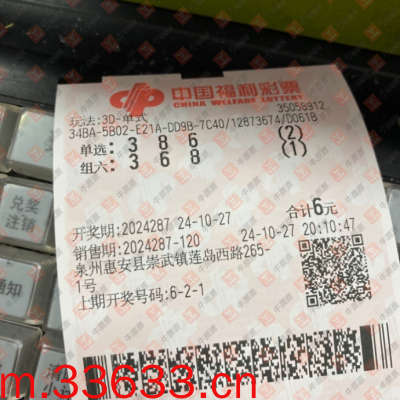 中国福利彩票
CHINA WELFARE LOTTERY
玩法:3D-单式
35058912
34BA-5B02-E21A-DD9B-7C40/12873674/D061B
单选: 3 8 6 (2)
组六: 3 6 8 (1)
开奖期:2024287 24-10-27 合计6元
销售期:2024287-120 24-10-27 20:10:47
泉州惠安县崇武镇莲岛西路265-
1号
上期开奖号码:6-2-1
兑奖
注销
通知
m.33633.cn